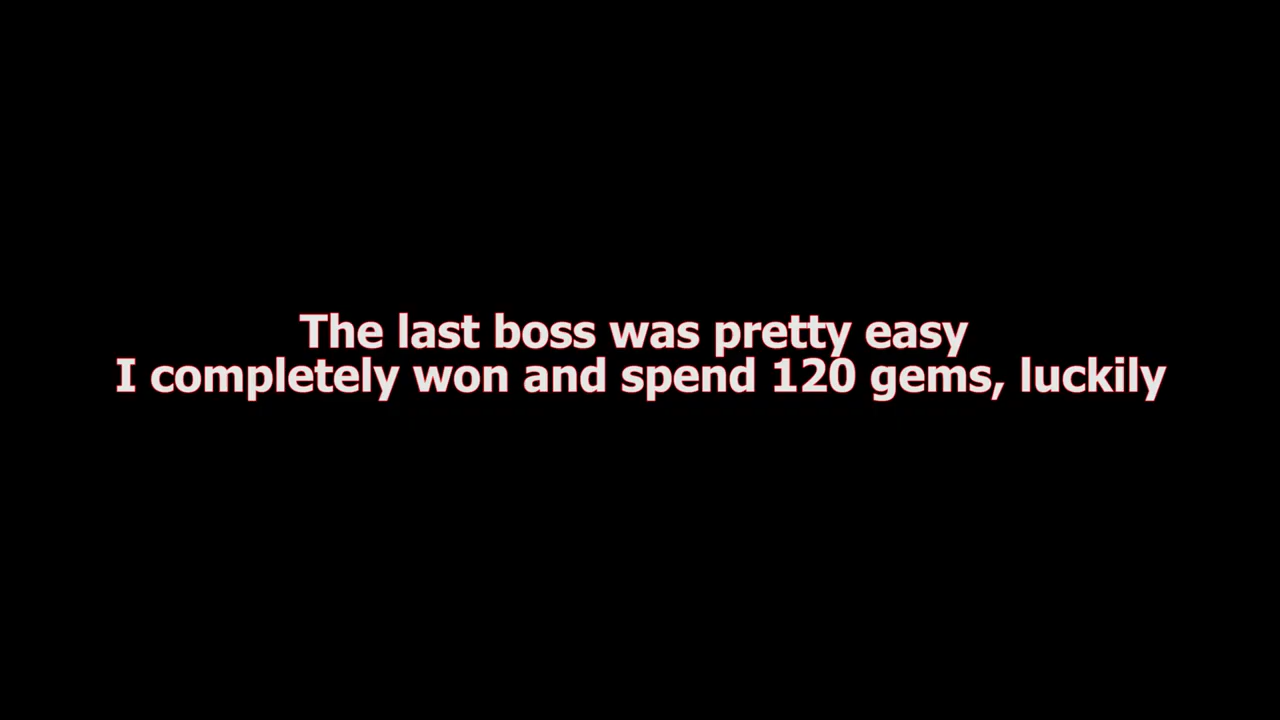 The last boss was pretty easy
I completely won and spend 120 gems, luckily